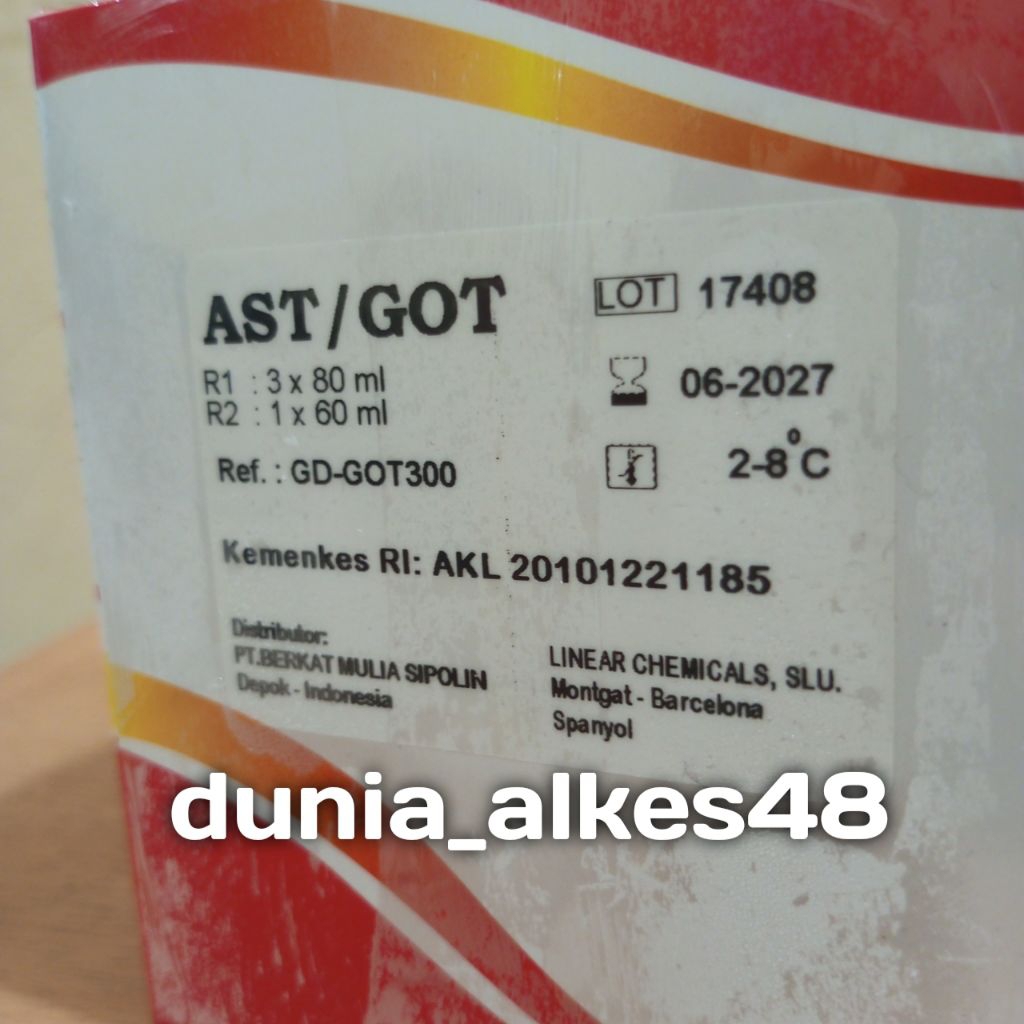 AST/GOT
R1 : 3 x 80 ml
R2 : 1 x 60 ml
Ref. : GD-GOT300
LOT 17408
06-2027
2-8°C
Kemenkes RI: AKL 20101221185
Distributor:
PT.BERKAT MULIA SIPOLIN
Depok - Indonesia
LINEAR CHEMICALS, SLU.
Montgat - Barcelona
Spanyol
dunia_alkes48